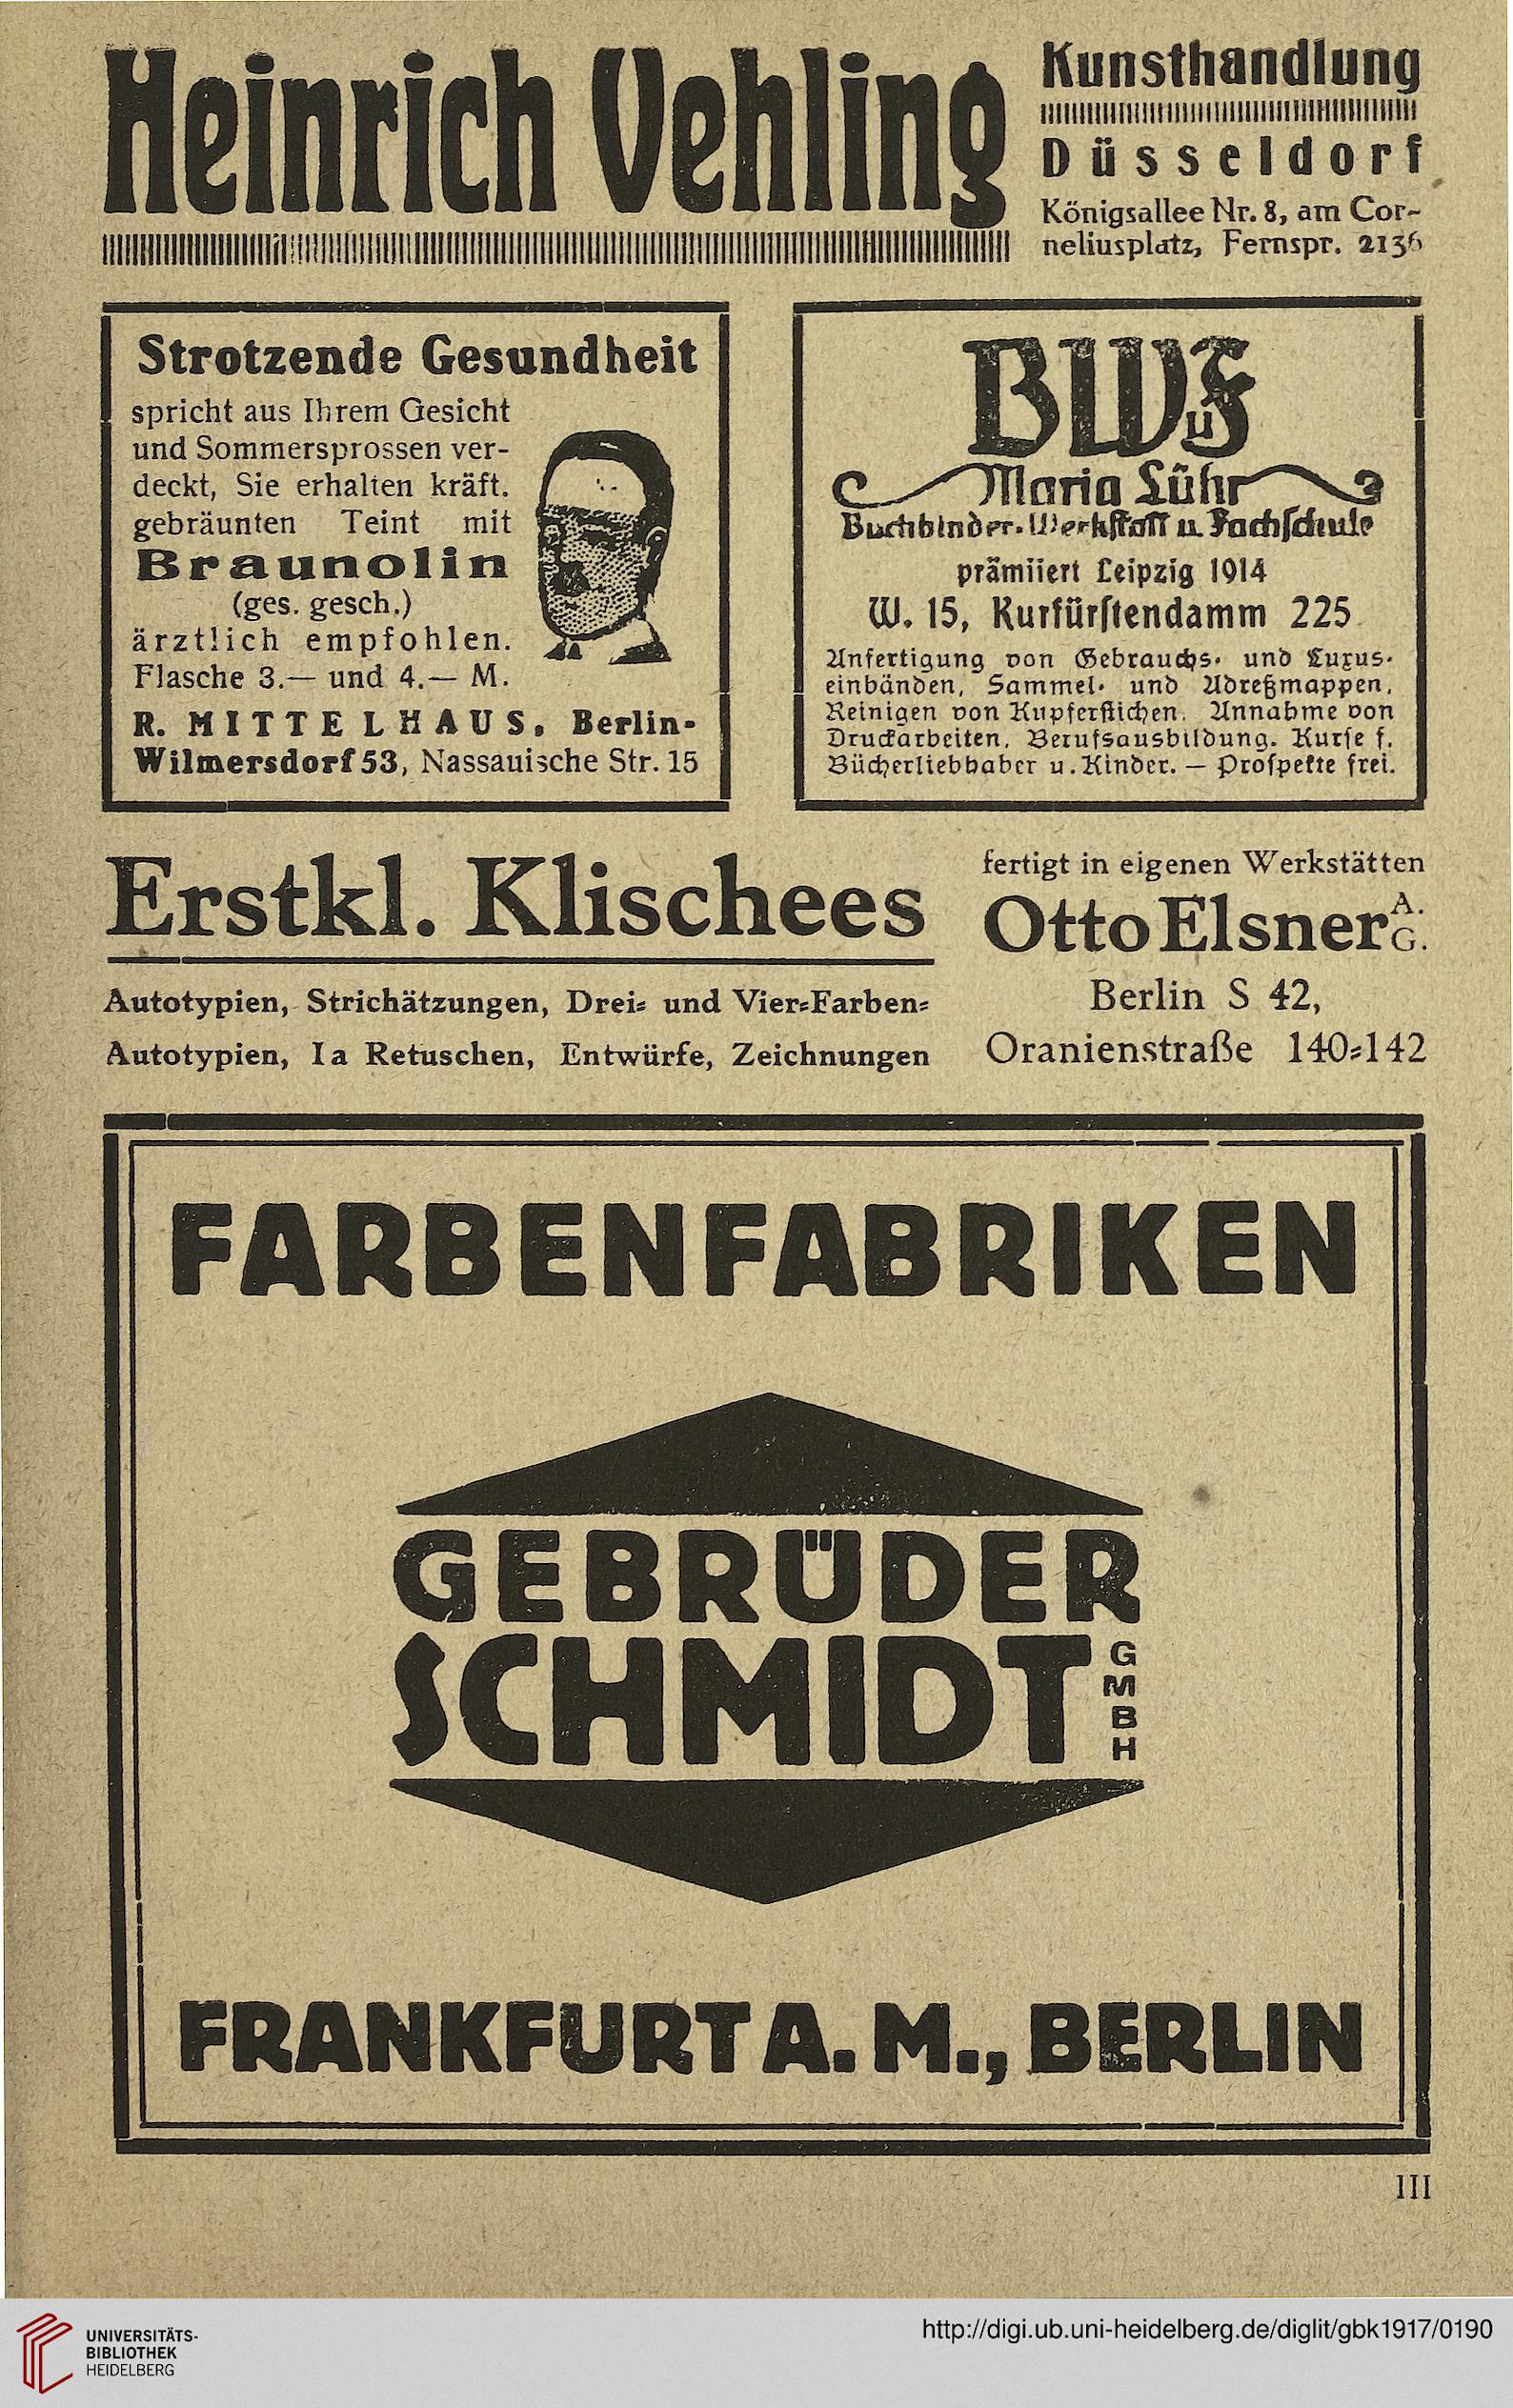 Heinrich Vehling
Kunsthandlung
Düsseldorf
Königsallee Nr. 8, am Cor-
neliusplatz, Fernspr. 2136
Strotzende Gesundheit
spricht aus Ihrem Gesicht
und Sommersprossen ver-
deckt, Sie erhalten kräft.
gebräunten Teint mit
Braunolin
(ges. gesch.)
ärztlich empfohlen.
Flasche 3.— und 4.— M.
R. MITTELHAUS, Berlin-
Wilmersdorf 53, Nassauische Str. 15
BWuF
Maria Lühr
Buchbinder-Werkstatt u. Fachschule
prämiiert Leipzig 1914
W. 15, Kurfürstendamm 225
Anfertigung von Gebrauchs- und Luxus-
einbänden, Sammel- und Adreßmappen,
Reinigen von Kupferstichen. Annahme von
Druckarbeiten. Berufsausbildung. Kurse f.
Bücherliebhaber u. Kinder. — Prospekte frei.
Erstkl. Klischees
Autotypien, Strichätzungen, Drei- und Vier-Farben-
Autotypien, Ia Retuschen, Entwürfe, Zeichnungen
fertigt in eigenen Werkstätten
Otto Elsner A. G.
Berlin S 42,
Oranienstraße 140-142
FARBENFABRIKEN
GEBRÜDER
SCHMIDT GMBH
FRANKFURT A. M., BERLIN
III
UNIVERSITÄTS-
BIBLIOTHEK
HEIDELBERG
http://digi.ub.uni-heidelberg.de/diglit/gbk1917/0190